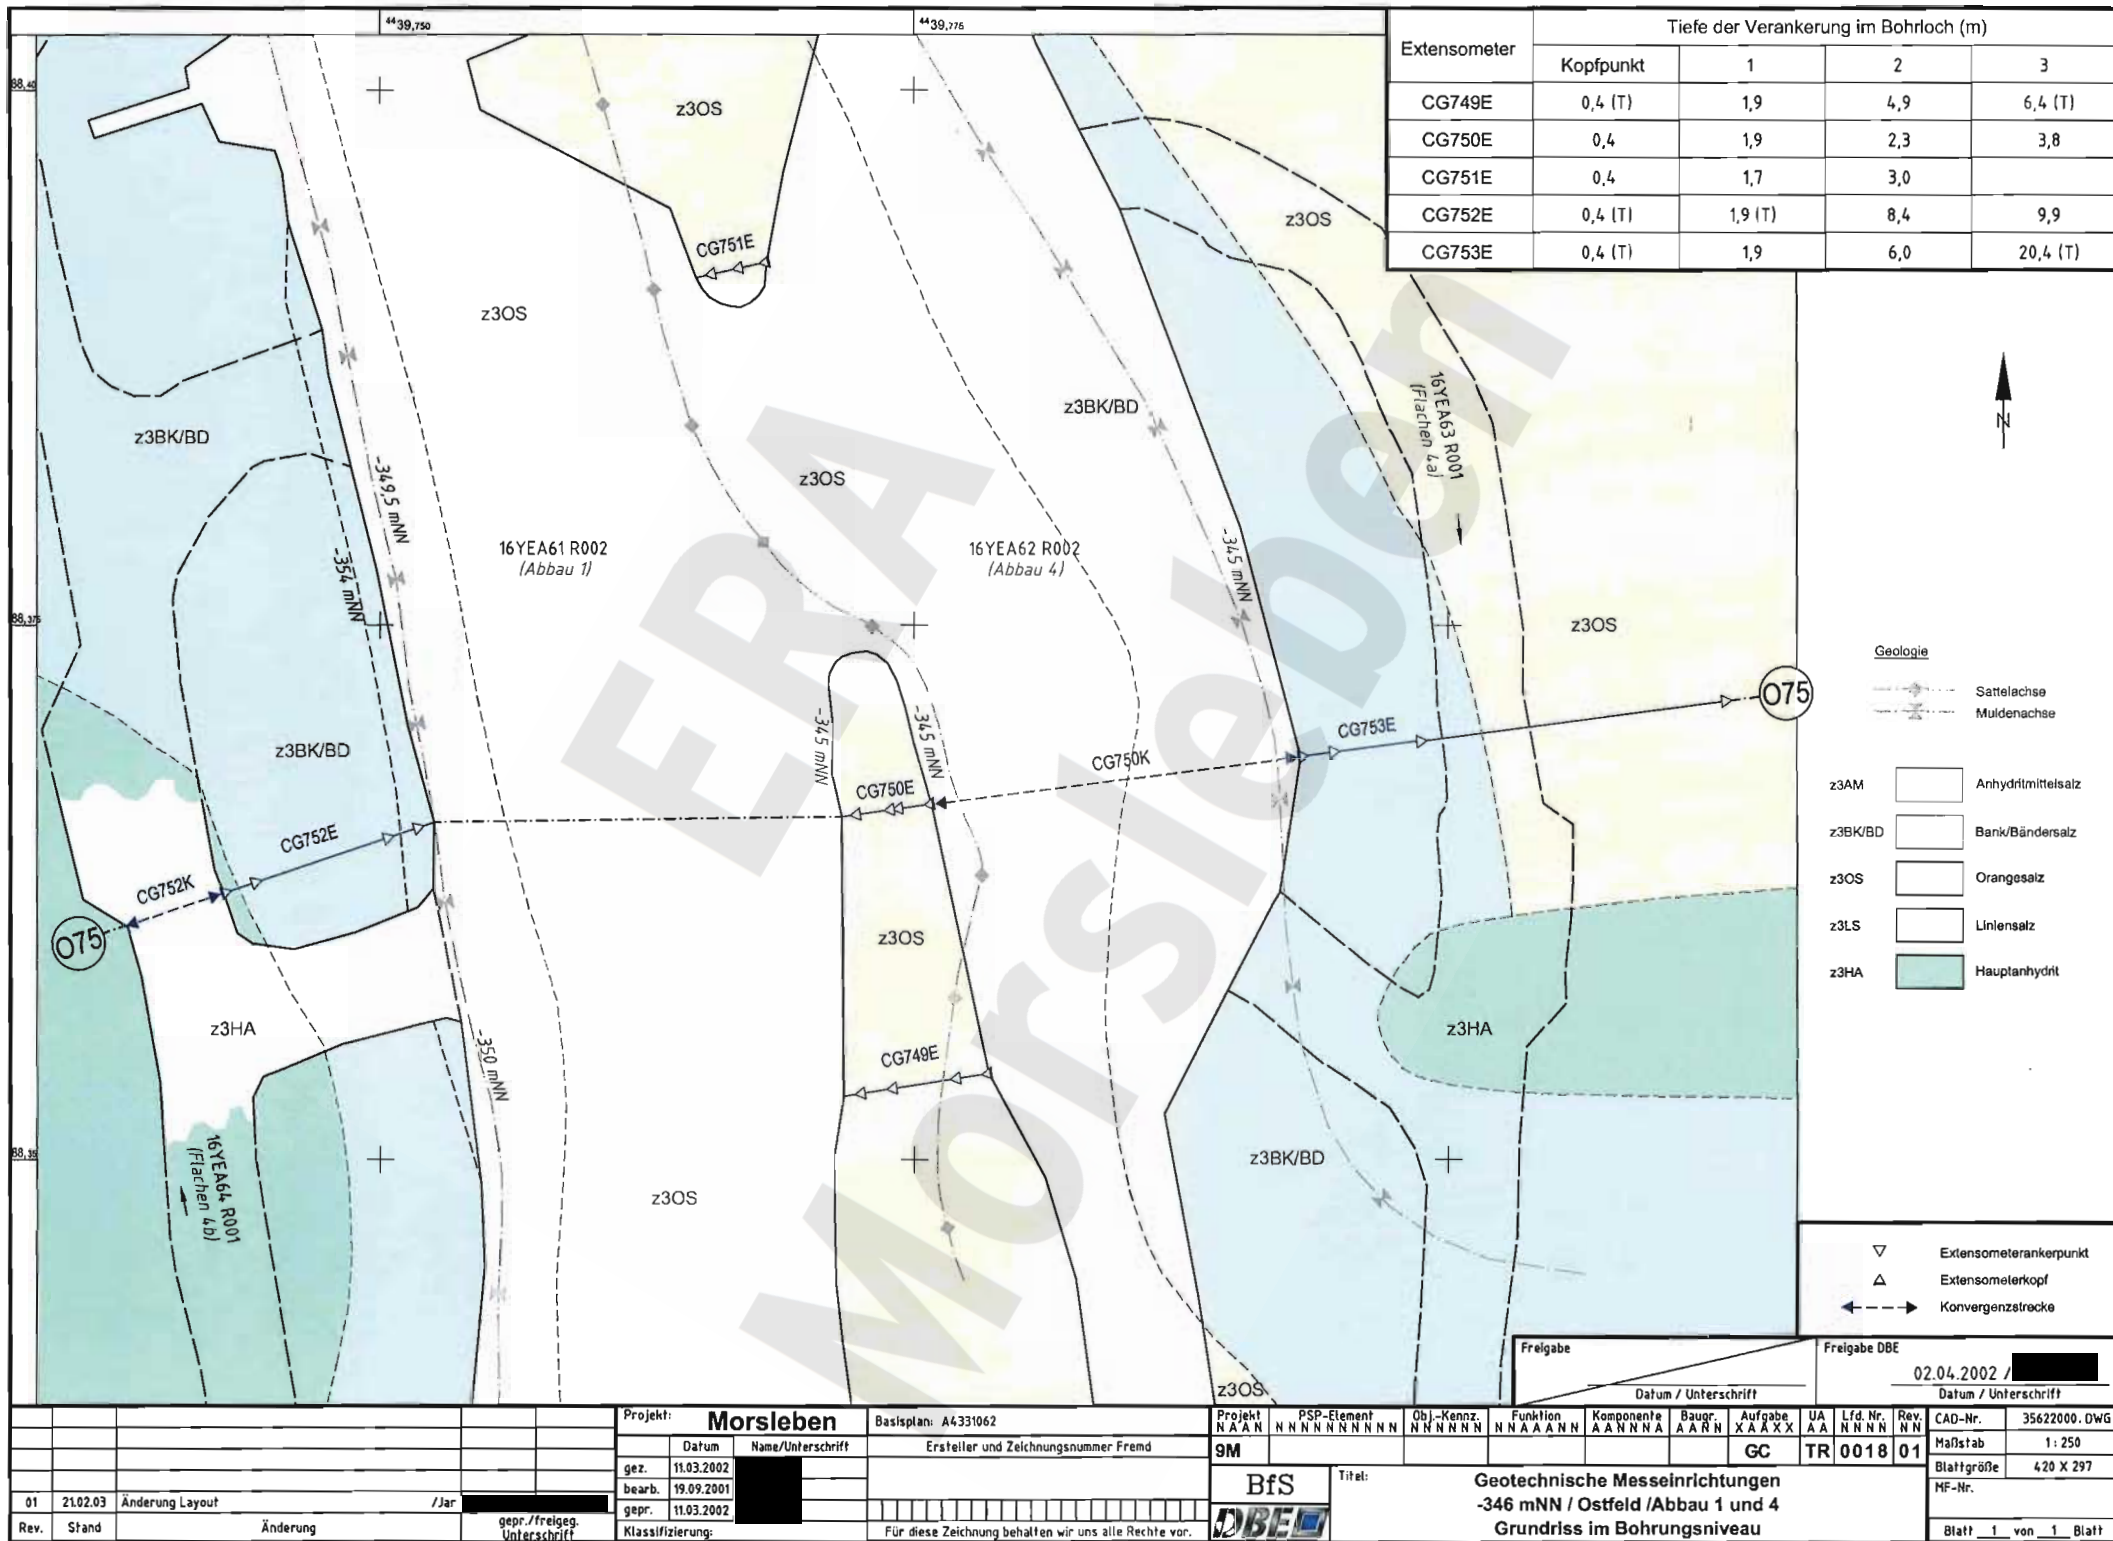 ⁴⁴39,750
⁴⁴39,775
88,40
88,375
88,35
Extensometer
Tiefe der Verankerung im Bohrloch (m)
Kopfpunkt 1 2 3
CG749E 0,4 (T) 1,9 4,9 6,4 (T)
CG750E 0,4 1,9 2,3 3,8
CG751E 0,4 1,7 3,0
CG752E 0,4 (T) 1,9 (T) 8,4 9,9
CG753E 0,4 (T) 1,9 6,0 20,4 (T)
z3OS
z3OS
CG751E
z3OS
z3BK/BD
z3BK/BD
-349,5 mNN
z3OS
16YEA63 R001
(Flachen 4a)
N
-354 mNN
16YEA61 R002
(Abbau 1)
16YEA62 R002
(Abbau 4)
-345 mNN
z3OS
O75
z3BK/BD
-345 mNN
-345 mNN
CG750K
CG753E
CG750E
CG752E
CG752K
O75
z3OS
z3HA
z3HA
-350 mNN
CG749E
16YEA64 R001
(Flachen 4b)
z3BK/BD
z3OS
z3OS
ERA
Morsleben
Geologie
Sattelachse
Muldenachse
z3AM Anhydritmittelsalz
z3BK/BD Bank/Bändersalz
z3OS Orangesalz
z3LS Liniensalz
z3HA Hauptanhydrit
Extensometerankerpunkt
Extensometerkopf
Konvergenzstrecke
Freigabe
Datum / Unterschrift
Freigabe DBE
02.04.2002 /
Datum / Unterschrift
01 21.02.03 Änderung Layout /Jar
Rev. Stand Änderung gepr./freigeg. Unterschrift
Projekt: Morsleben
Datum Name/Unterschrift
gez. 11.03.2002
bearb. 19.09.2001
gepr. 11.03.2002
Klassifizierung:
Basisplan: A4331062
Ersteller und Zeichnungsnummer Fremd
Für diese Zeichnung behalten wir uns alle Rechte vor.
Projekt PSP-Element Obj.-Kennz. Funktion Komponente Baugr. Aufgabe UA Lfd. Nr. Rev.
N A A N N N N N N N N N N N N N N N N N N N A A A N N A A N N N A A A N N X A A X X A A N N N N N N
9M GC TR 0018 01
BfS
DBE
Titel:
Geotechnische Messeinrichtungen
-346 mNN / Ostfeld /Abbau 1 und 4
Grundriss im Bohrungsniveau
CAD-Nr. 35622000.DWG
Maßstab 1: 250
Blattgröße 420 X 297
MF-Nr.
Blatt 1 von 1 Blatt